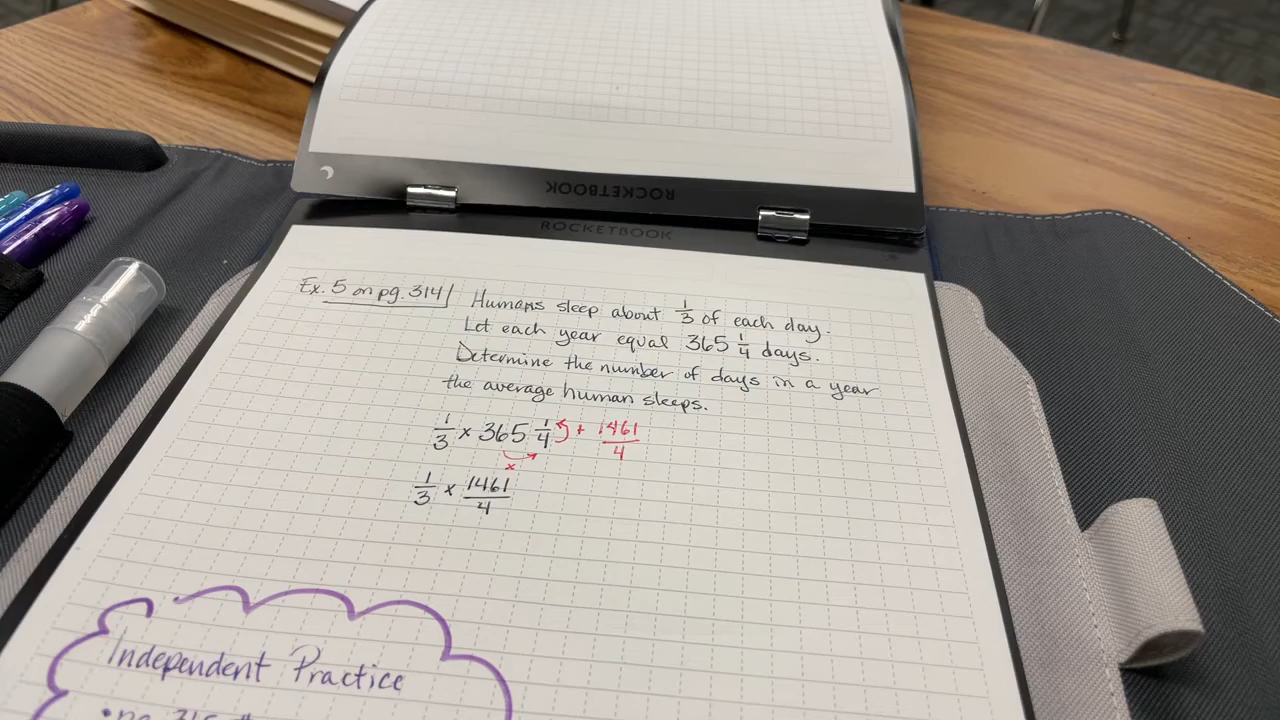 ROCKETBOOK
ROCKETBOOK
Ex. 5 on pg. 314
Humans sleep about 1/3 of each day.
Let each year equal 365 1/4 days.
Determine the number of days in a year
the average human sleeps.
1/3 x 365 1/4 + 1461/4
x
1/3 x 1461/4
Independent Practice
• pg. 315 #